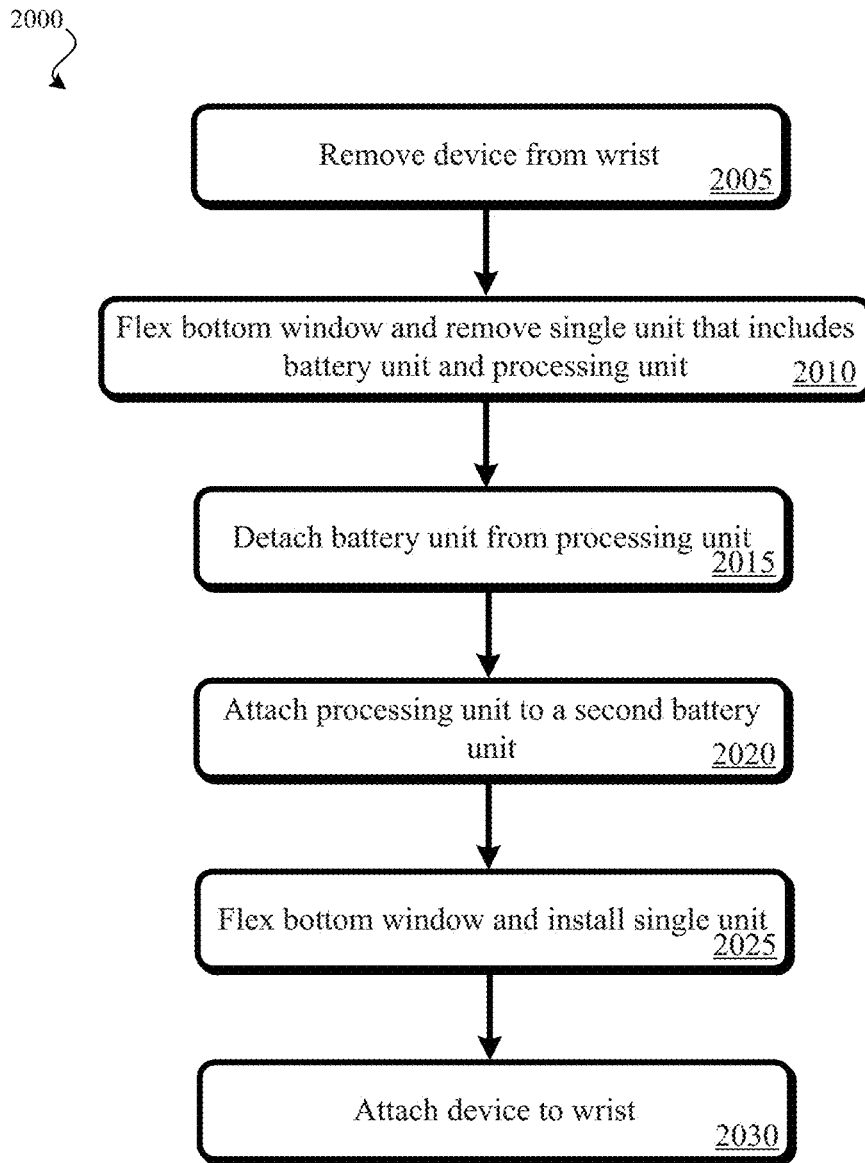 2000
Remove device from wrist
2005
Flex bottom window and remove single unit that includes
battery unit and processing unit
2010
Detach battery unit from processing unit
2015
Attach processing unit to a second battery
unit
2020
Flex bottom window and install single unit
2025
Attach device to wrist
2030